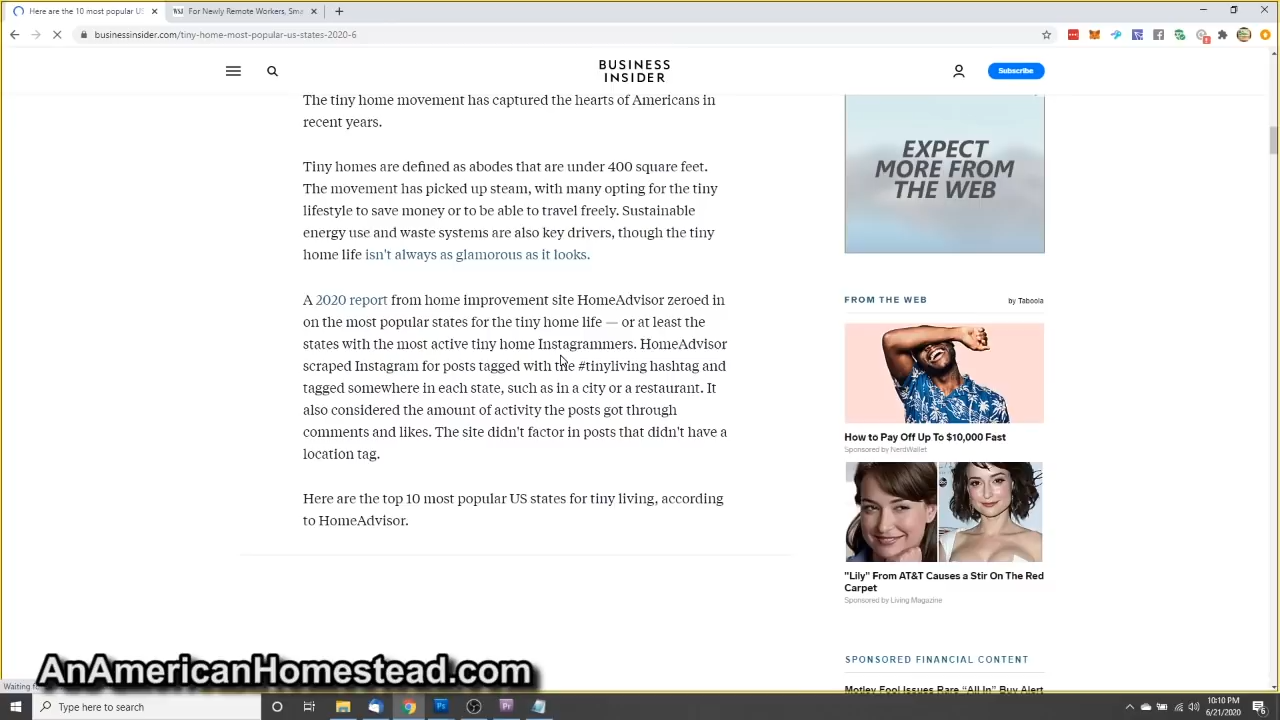 Here are the 10 most popular US
For Newly Remote Workers, Sma
businessinsider.com/tiny-home-most-popular-us-states-2020-6
BUSINESS
INSIDER
Subscribe
The tiny home movement has captured the hearts of Americans in
recent years.
Tiny homes are defined as abodes that are under 400 square feet.
The movement has picked up steam, with many opting for the tiny
lifestyle to save money or to be able to travel freely. Sustainable
energy use and waste systems are also key drivers, though the tiny
home life isn't always as glamorous as it looks.
A 2020 report from home improvement site HomeAdvisor zeroed in
on the most popular states for the tiny home life — or at least the
states with the most active tiny home Instagrammers. HomeAdvisor
scraped Instagram for posts tagged with the #tinyliving hashtag and
tagged somewhere in each state, such as in a city or a restaurant. It
also considered the amount of activity the posts got through
comments and likes. The site didn't factor in posts that didn't have a
location tag.
Here are the top 10 most popular US states for tiny living, according
to HomeAdvisor.
EXPECT
MORE FROM
THE WEB
FROM THE WEB
by Taboola
How to Pay Off Up To $10,000 Fast
Sponsored by NerdWallet
"Lily" From AT&T Causes a Stir On The Red
Carpet
Sponsored by Living Magazine
SPONSORED FINANCIAL CONTENT
Motley Fool Issues Rare "All In" Buy Alert
AnAmericanHomestead.com
Waiting
Type here to search
10:10 PM
6/21/2020